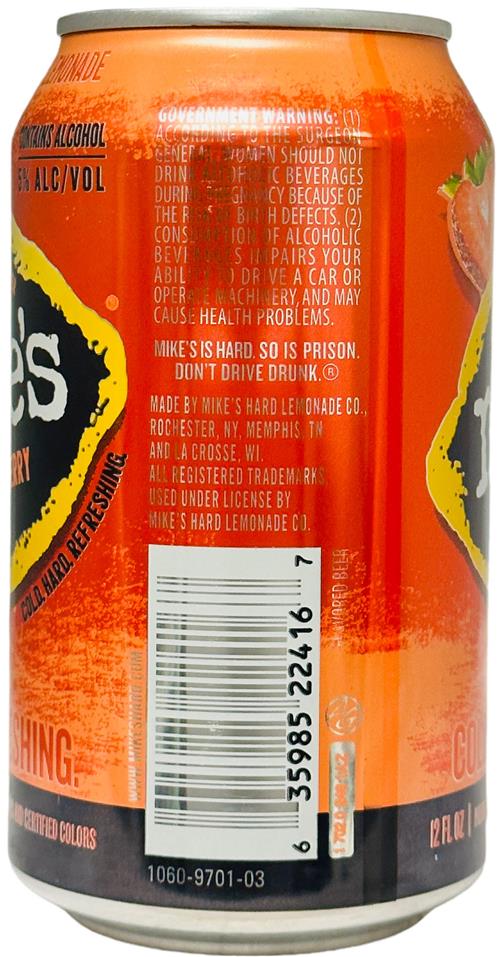 CONTAINS ALCOHOL
5% ALC/VOL
e's
COLD. HARD. REFRESHING.
SHING.
AND CERTIFIED COLORS
GOVERNMENT WARNING: (1)
ACCORDING TO THE SURGEON
GENERAL, WOMEN SHOULD NOT
DRINK ALCOHOLIC BEVERAGES
DURING PREGNANCY BECAUSE OF
THE RISK OF BIRTH DEFECTS. (2)
CONSUMPTION OF ALCOHOLIC
BEVERAGES IMPAIRS YOUR
ABILITY TO DRIVE A CAR OR
OPERATE MACHINERY, AND MAY
CAUSE HEALTH PROBLEMS.
MIKE'S IS HARD. SO IS PRISON.
DON'T DRIVE DRUNK.®
MADE BY MIKE'S HARD LEMONADE CO.,
ROCHESTER, NY, MEMPHIS, TN
AND LA CROSSE, WI.
ALL REGISTERED TRADEMARKS
USED UNDER LICENSE BY
MIKE'S HARD LEMONADE CO.
WWW.MIKESHARD.COM
6 35985 22416 7
FLAVORED BEER
1060-9701-03
CO
12 FL OZ |